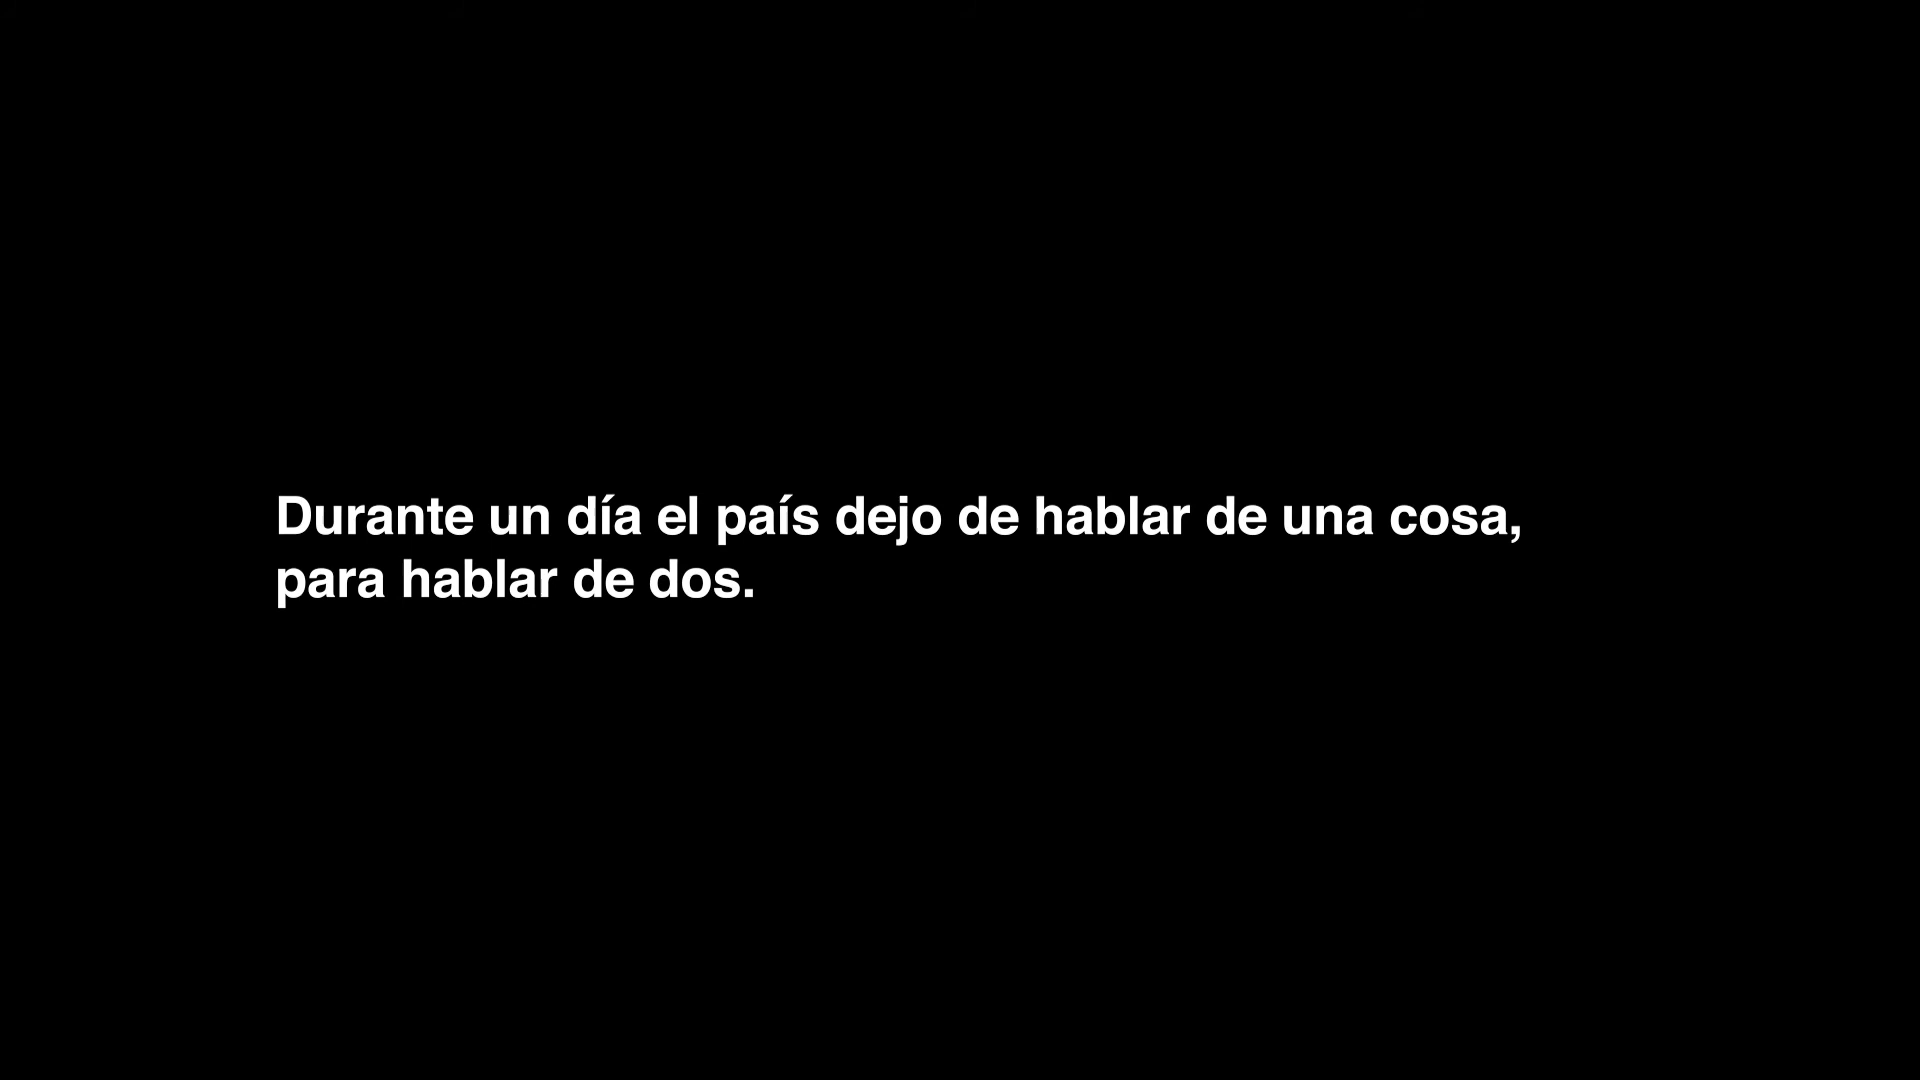 Durante un día el país dejo de hablar de una cosa,
para hablar de dos.